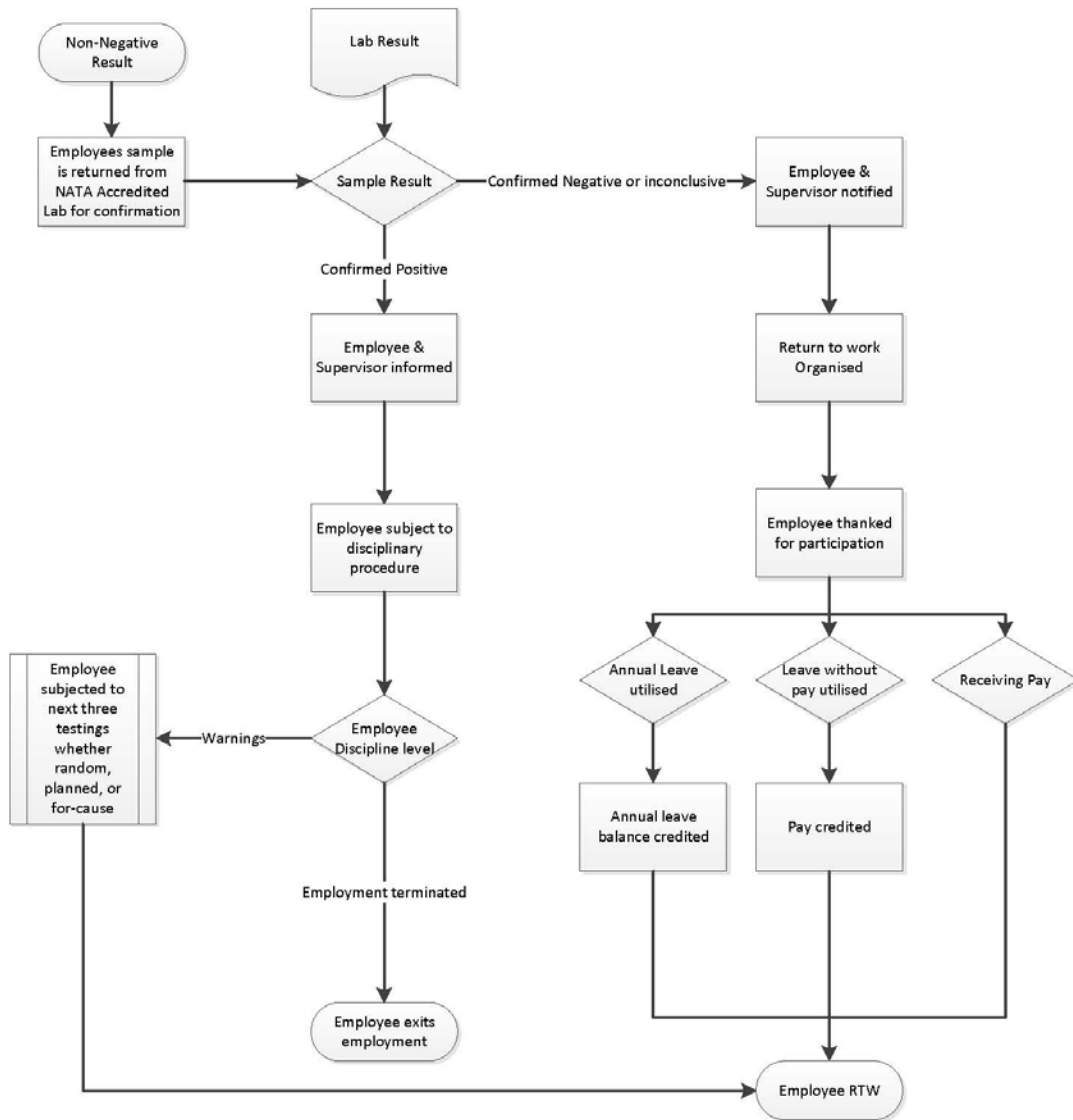 Non-Negative
Result
Lab Result
Employees sample
is returned from
NATA Accredited
Lab for confirmation
Sample Result
Confirmed Negative or inconclusive
Employee &
Supervisor notified
Confirmed Positive
Employee &
Supervisor informed
Return to work
Organised
Employee subject to
disciplinary
procedure
Employee thanked
for participation
Employee
subjected to
next three
testings
whether
random,
planned, or
for-cause
Warnings
Employee
Discipline level
Annual Leave
utilised
Leave without
pay utilised
Receiving Pay
Annual leave
balance credited
Pay credited
Employment terminated
Employee exits
employment
Employee RTW